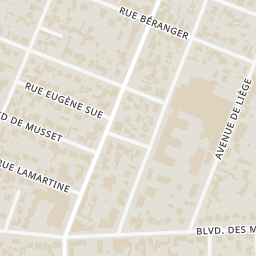 RUE BÉRANGER
RUE EUGÈNE SUE
AVENUE DE LIÈGE
DE MUSSET
RUE LAMARTINE
BLVD. DES